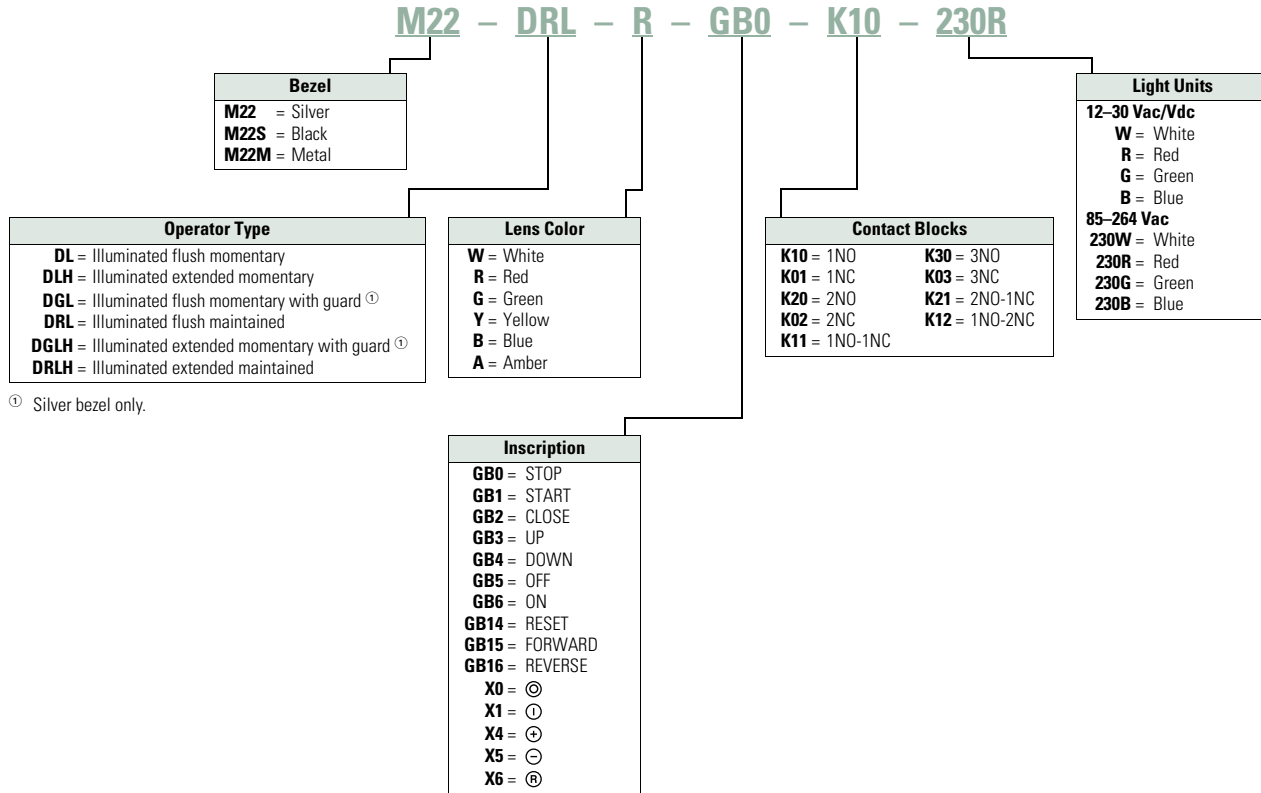 M22 – DRL – R – GB0 – K10 – 230R
Bezel
M22 = Silver
M22S = Black
M22M = Metal
Operator Type
DL = Illuminated flush momentary
DLH = Illuminated extended momentary
DGL = Illuminated flush momentary with guard ①
DRL = Illuminated flush maintained
DGLH = Illuminated extended momentary with guard ①
DRLH = Illuminated extended maintained
① Silver bezel only.
Lens Color
W = White
R = Red
G = Green
Y = Yellow
B = Blue
A = Amber
Inscription
GB0 = STOP
GB1 = START
GB2 = CLOSE
GB3 = UP
GB4 = DOWN
GB5 = OFF
GB6 = ON
GB14 = RESET
GB15 = FORWARD
GB16 = REVERSE
X0 = ⌾
X1 = Ⓘ
X4 = ⊕
X5 = ⊖
X6 = Ⓡ
Contact Blocks
K10 = 1NO K30 = 3NO
K01 = 1NC K03 = 3NC
K20 = 2NO K21 = 2NO-1NC
K02 = 2NC K12 = 1NO-2NC
K11 = 1NO-1NC
Light Units
12–30 Vac/Vdc
W = White
R = Red
G = Green
B = Blue
85–264 Vac
230W = White
230R = Red
230G = Green
230B = Blue